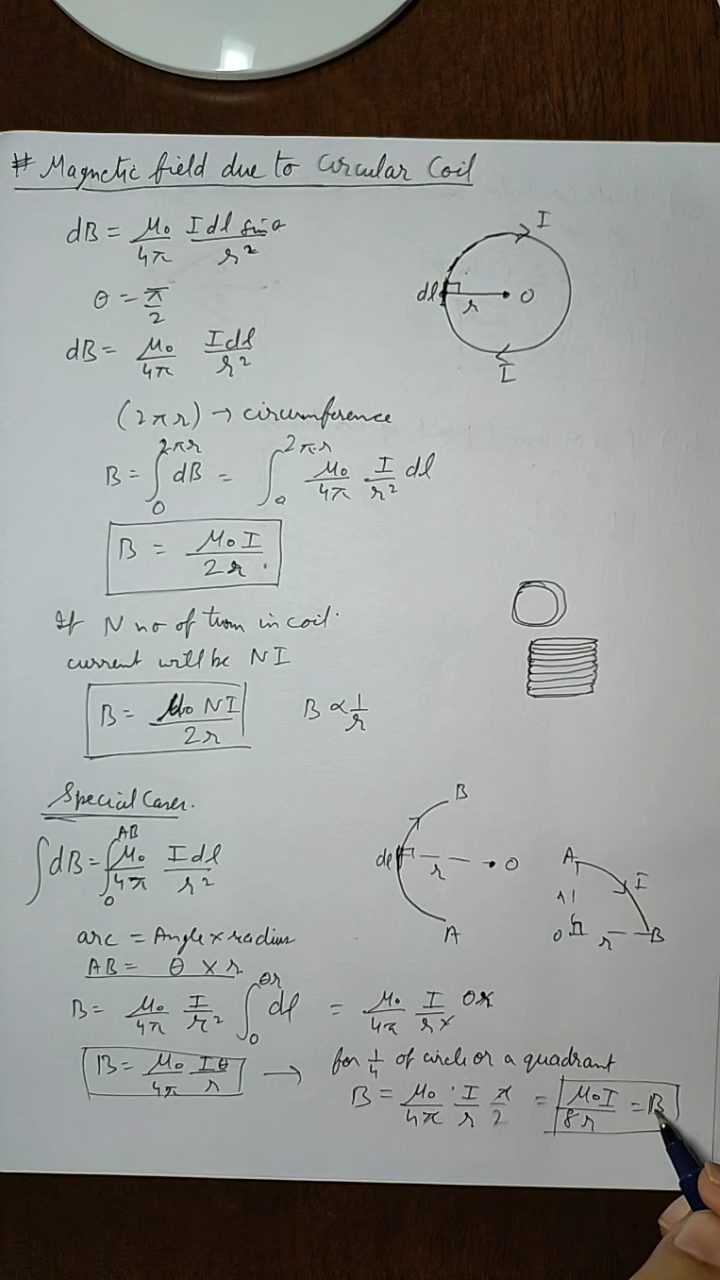 # Magnetic field due to Circular Coil
dB = μ₀/4π Idl sinθ/r²
I
θ = π/2
dl r O
dB = μ₀/4π Idl/r²
I
(2πr) → circumference
B = ∫₀^2πr dB = ∫₀^2πr μ₀/4π I/r² dl
B = μ₀I/2r.
If N no of turn in coil.
current will be NI
B = μ₀NI/2r B ∝ 1/r
Special Cases.
∫dB = ∫₀^AB μ₀/4π Idl/r²
B
dl r O
A
A I
r
O r B
arc = Angle × radius
AB = θ × r
B = μ₀/4π I/r² ∫₀^θr dl = μ₀/4π I/r² θr
B = μ₀/4π Iθ/r → for 1/4 of circle or a quadrant
B = μ₀/4π · I/r π/2 = μ₀I/8r = B